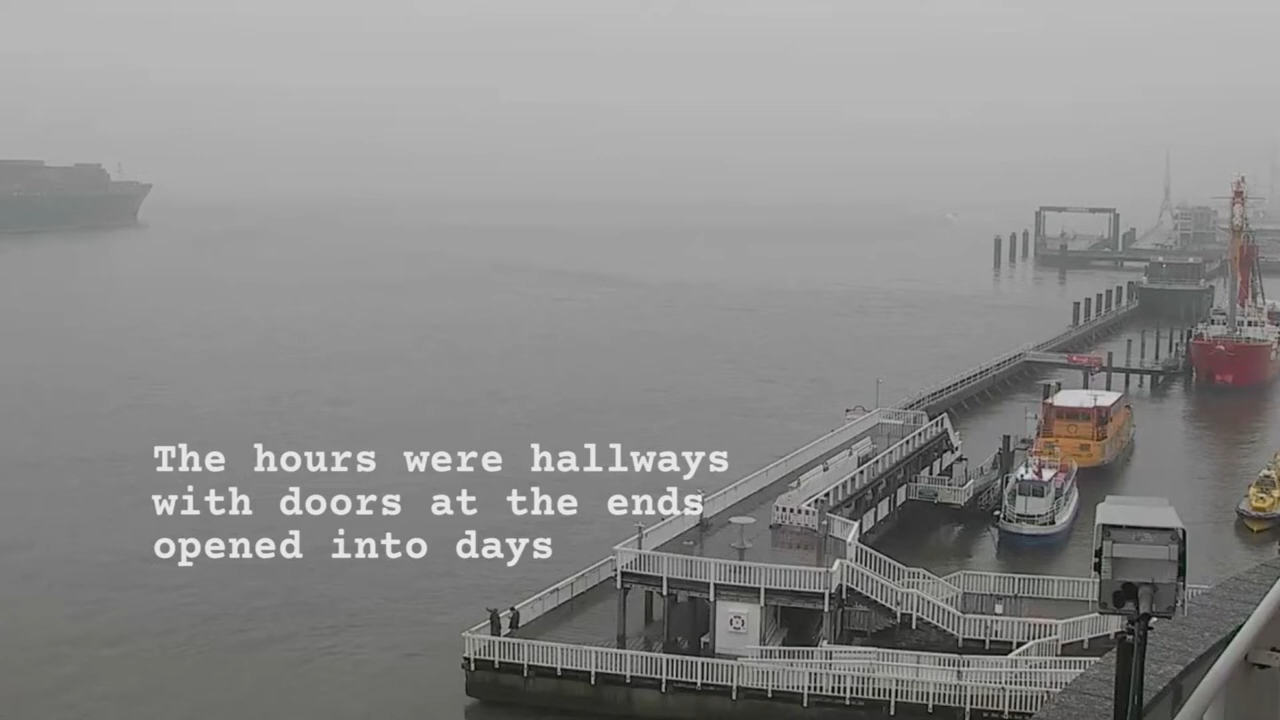 The hours were hallways
with doors at the ends
opened into days